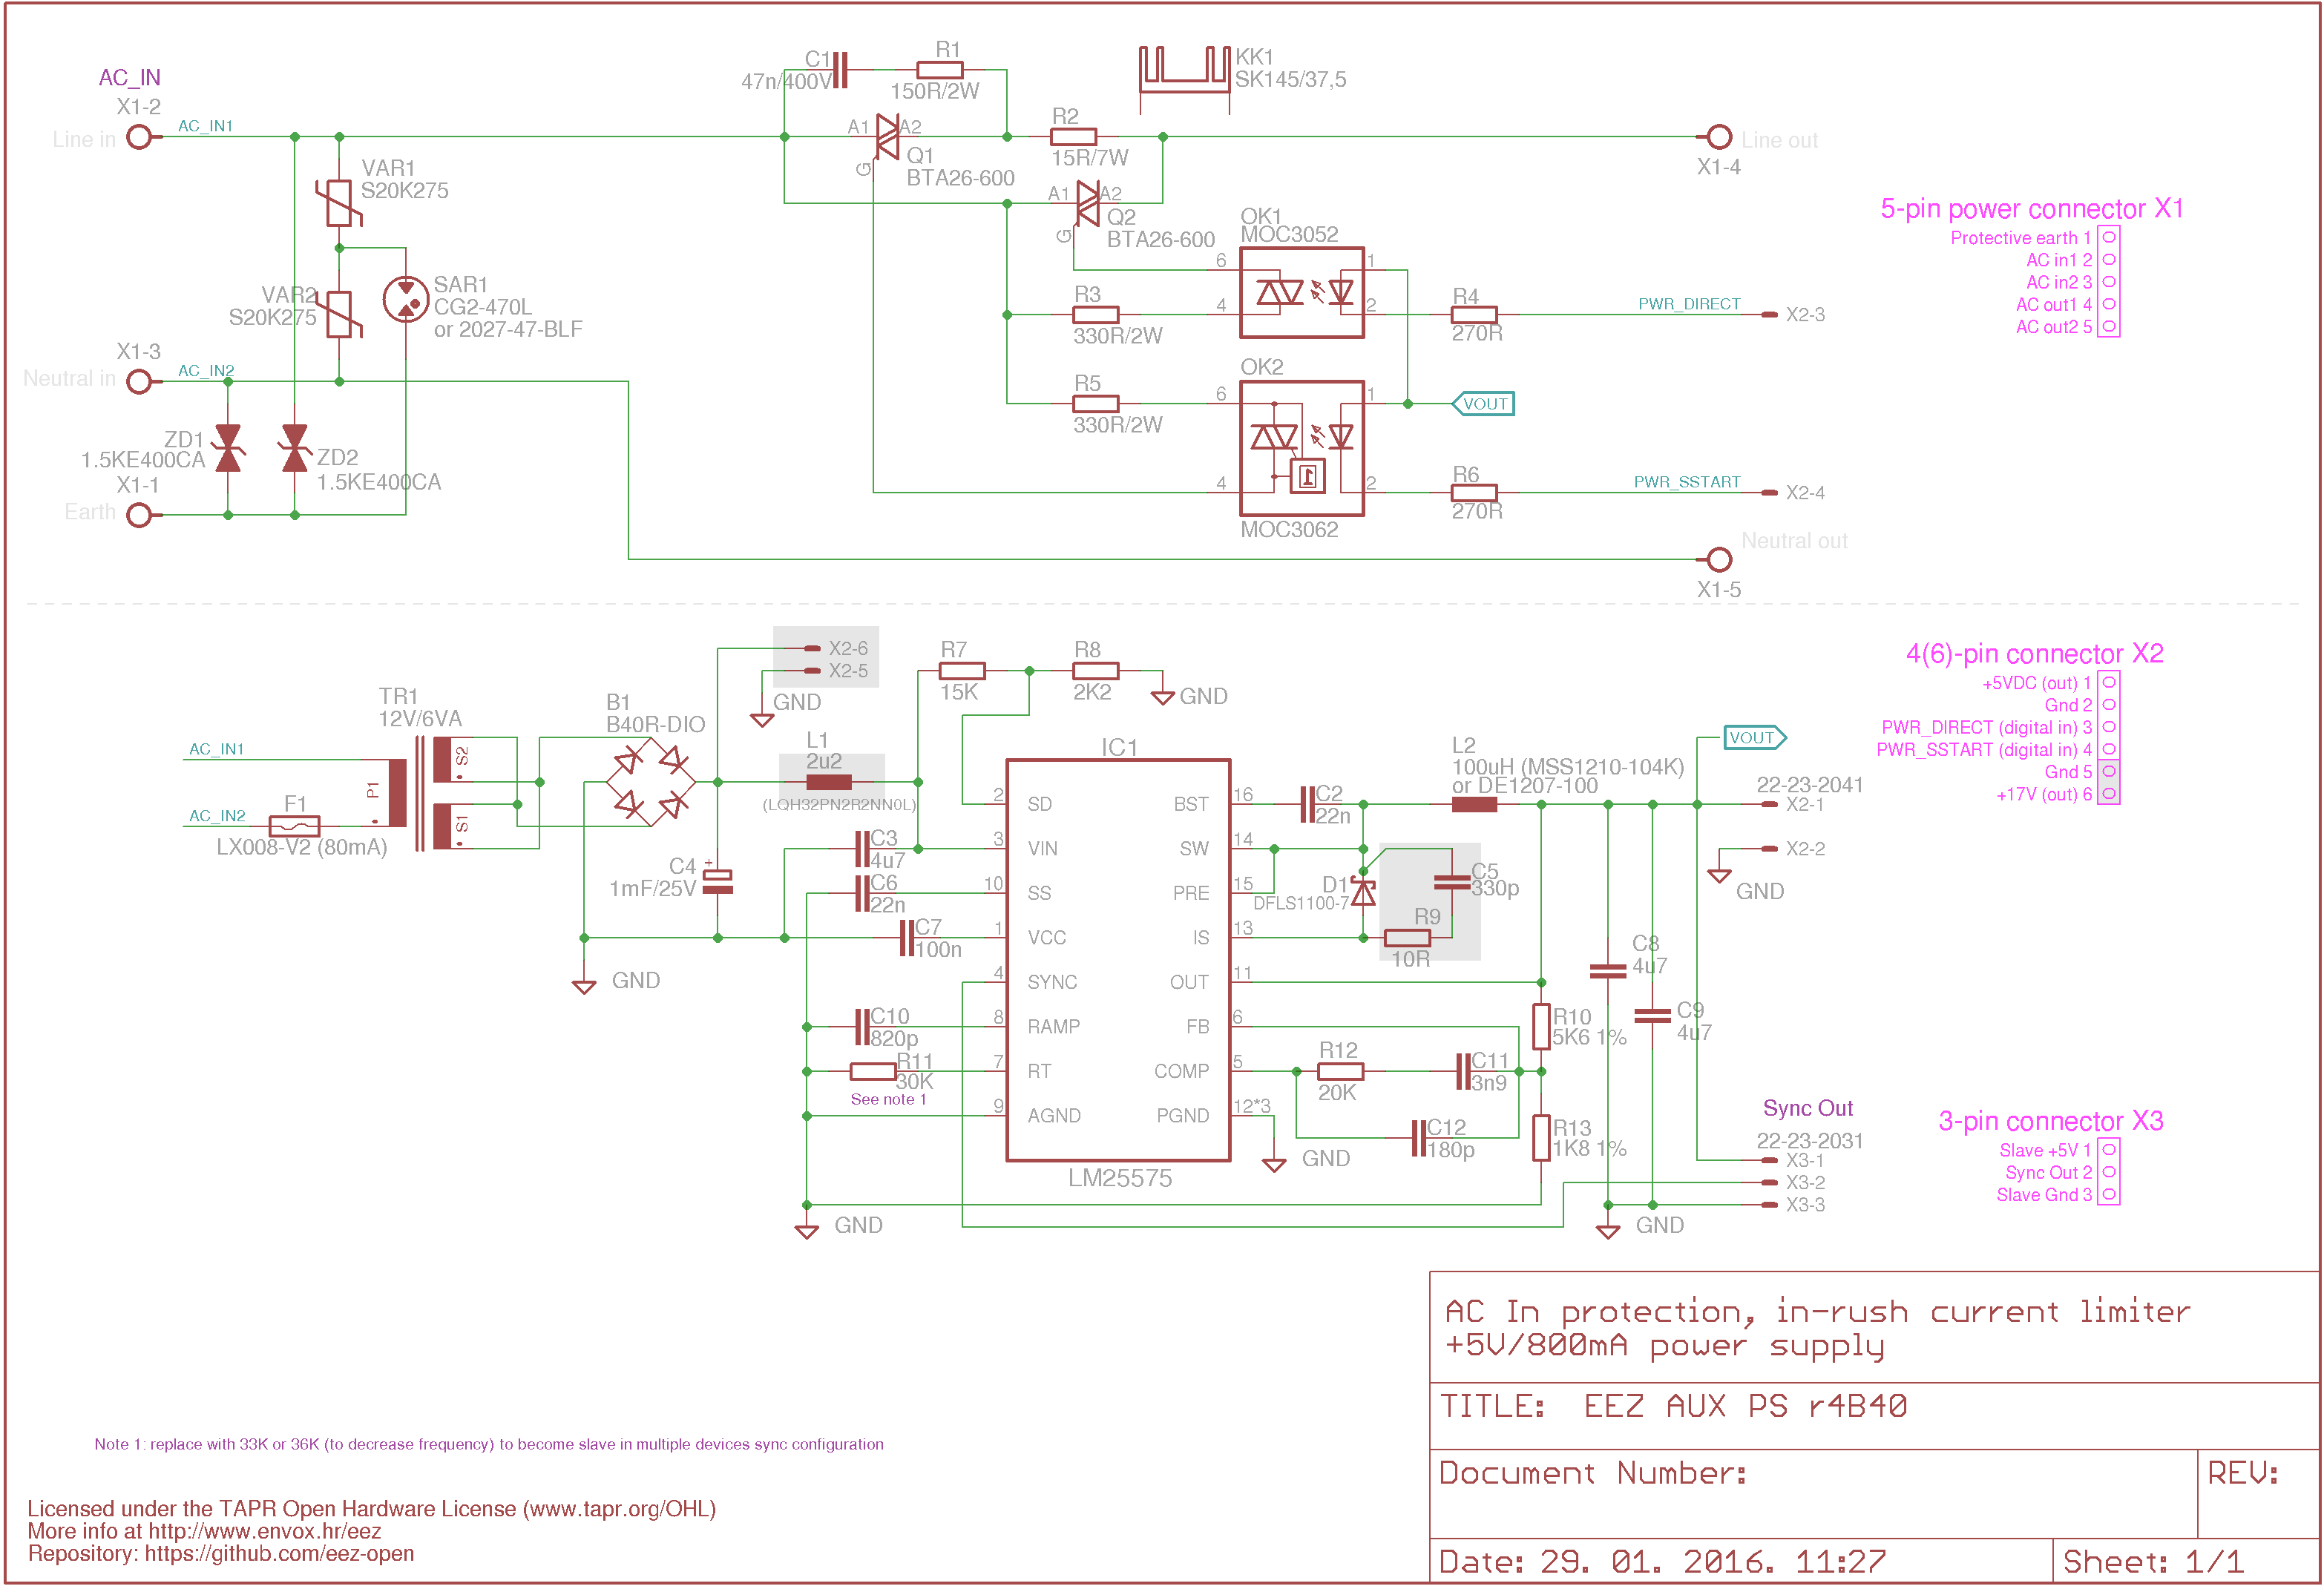 AC_IN
X1-2
Line in
AC_IN1
C1
47n/400V
R1
150R/2W
KK1
SK145/37,5
A1
A2
G
Q1
BTA26-600
R2
15R/7W
Line out
X1-4
VAR1
S20K275
A1
A2
G
Q2
BTA26-600
OK1
MOC3052
6
1
4
2
R3
330R/2W
R4
270R
PWR_DIRECT
X2-3
5-pin power connector X1
Protective earth 1
AC in1 2
AC in2 3
AC out1 4
AC out2 5
VAR2
S20K275
SAR1
CG2-470L
or 2027-47-BLF
X1-3
Neutral in
AC_IN2
R5
330R/2W
OK2
6
1
4
2
1
MOC3062
VOUT
R6
270R
PWR_SSTART
X2-4
ZD1
1.5KE400CA
ZD2
1.5KE400CA
X1-1
Earth
Neutral out
X1-5
X2-6
X2-5
GND
R7
15K
R8
2K2
GND
4(6)-pin connector X2
+5VDC (out) 1
Gnd 2
PWR_DIRECT (digital in) 3
PWR_SSTART (digital in) 4
Gnd 5
+17V (out) 6
TR1
12V/6VA
AC_IN1
AC_IN2
F1
LX008-V2 (80mA)
P1
S2
S1
B1
B40R-DIO
L1
2u2
(LQH32PN2R2NN0L)
C4
+
1mF/25V
C3
4u7
C6
22n
C7
100n
GND
C10
820p
R11
30K
See note 1
GND
IC1
2 SD
3 VIN
10 SS
1 VCC
4 SYNC
8 RAMP
7 RT
9 AGND
BST 16
SW 14
PRE 15
IS 13
OUT 11
FB 6
COMP 5
PGND 12*3
LM25575
C2
22n
L2
100uH (MSS1210-104K)
or DE1207-100
D1
DFLS1100-7
C5
330p
R9
10R
VOUT
22-23-2041
X2-1
X2-2
GND
C8
4u7
C9
4u7
R10
5K6 1%
R12
20K
C11
3n9
C12
180p
R13
1K8 1%
GND
Sync Out
22-23-2031
X3-1
X3-2
X3-3
GND
3-pin connector X3
Slave +5V 1
Sync Out 2
Slave Gnd 3
AC In protection, in-rush current limiter
+5V/800mA power supply
TITLE: EEZ AUX PS r4B40
Document Number:
REV:
Date: 29. 01. 2016. 11:27
Sheet: 1/1
Note 1: replace with 33K or 36K (to decrease frequency) to become slave in multiple devices sync configuration
Licensed under the TAPR Open Hardware License (www.tapr.org/OHL)
More info at http://www.envox.hr/eez
Repository: https://github.com/eez-open